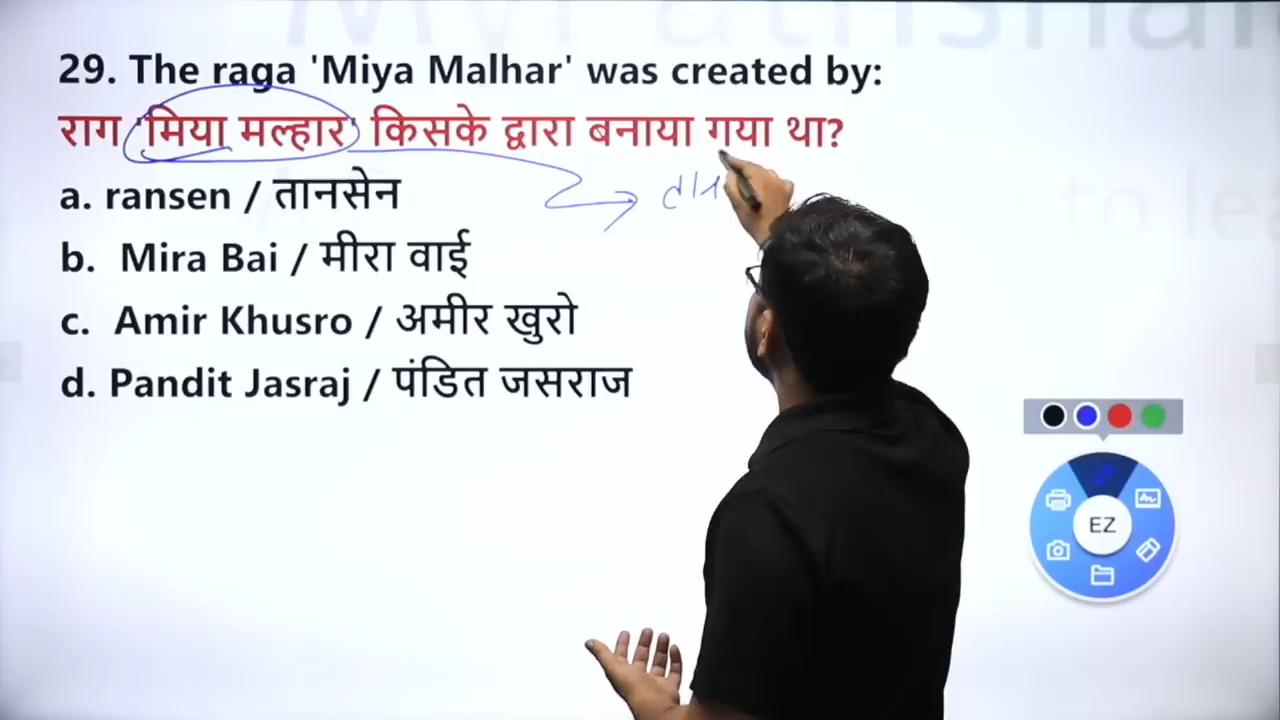 29. The raga 'Miya Malhar' was created by:
राग 'मिया मल्हार' किसके द्वारा बनाया गया था?
a. ransen / तानसेन
b. Mira Bai / मीरा वाई
c. Amir Khusro / अमीर खुरो
d. Pandit Jasraj / पंडित जसराज
EZ